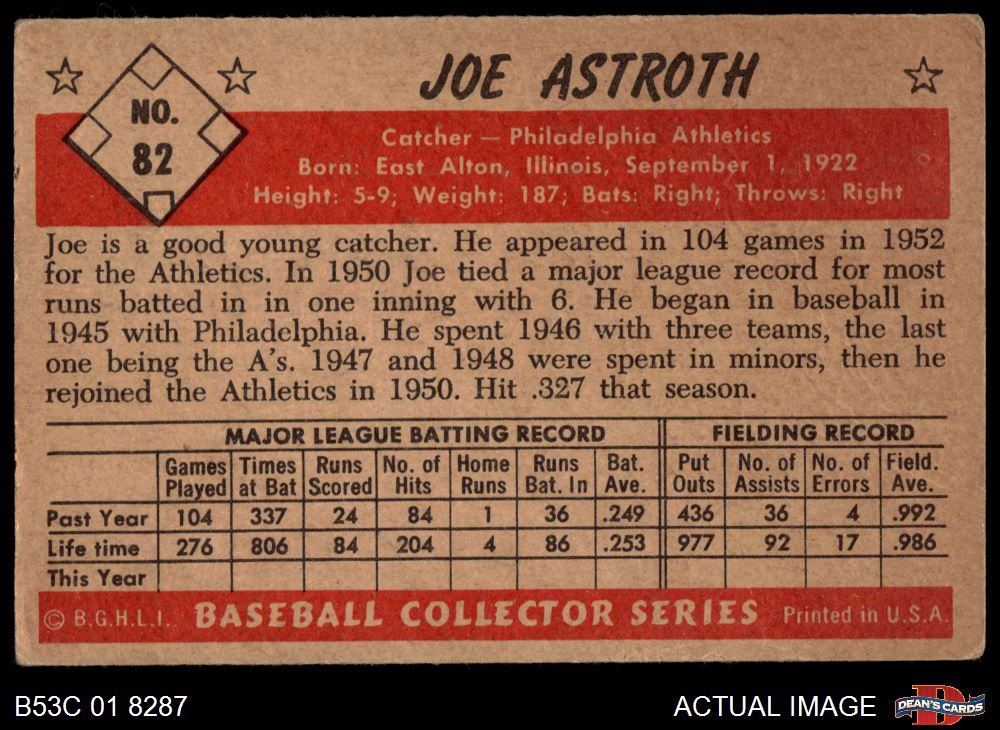 JOE ASTROTH
NO.
82
Catcher — Philadelphia Athletics
Born: East Alton, Illinois, September 1, 1922
Height: 5-9; Weight: 187; Bats: Right; Throws: Right
Joe is a good young catcher. He appeared in 104 games in 1952
for the Athletics. In 1950 Joe tied a major league record for most
runs batted in in one inning with 6. He began in baseball in
1945 with Philadelphia. He spent 1946 with three teams, the last
one being the A's. 1947 and 1948 were spent in minors, then he
rejoined the Athletics in 1950. Hit .327 that season.
MAJOR LEAGUE BATTING RECORD FIELDING RECORD
Games Times Runs No. of Home Runs Bat. Put No. of No. of Field.
Played at Bat Scored Hits Runs Bat. In Ave. Outs Assists Errors Ave.
Past Year 104 337 24 84 1 36 .249 436 36 4 .992
Life time 276 806 84 204 4 86 .253 977 92 17 .986
This Year
© B.G.H.L.I. BASEBALL COLLECTOR SERIES Printed in U.S.A.
B53C 01 8287 ACTUAL IMAGE D DEAN'S CARDS